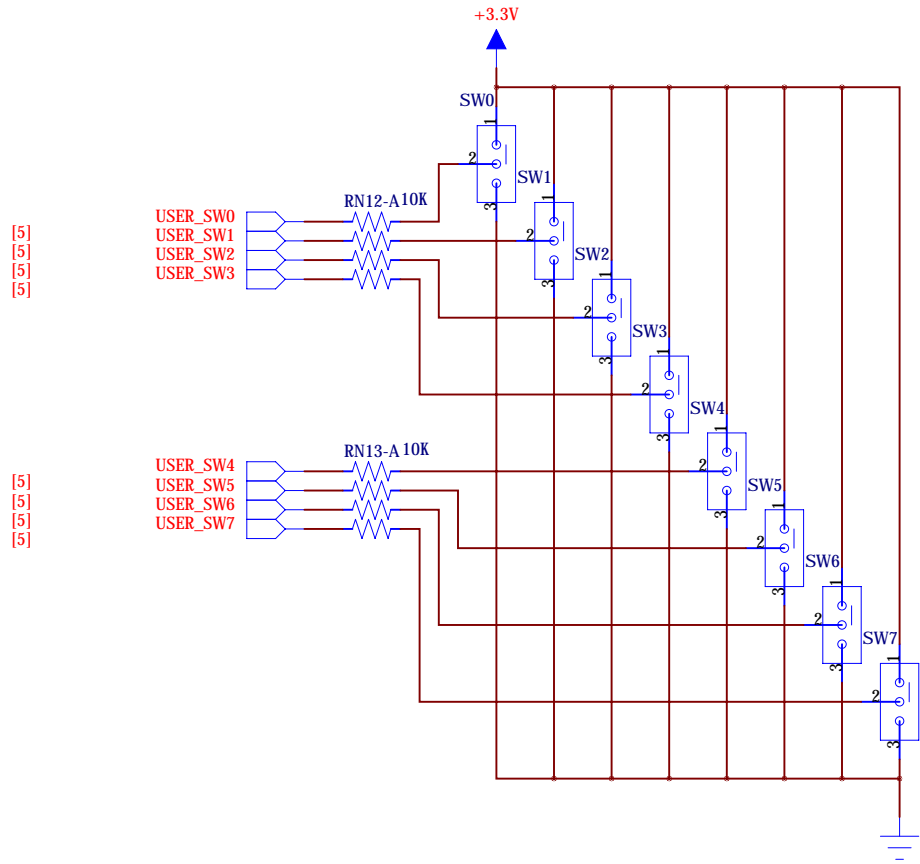 +3.3V
SW0
1
2
3
SW1
1
2
3
SW2
1
2
3
SW3
1
2
3
SW4
1
2
3
SW5
1
2
3
SW6
1
2
3
SW7
1
2
3
RN12-A 10K
[5] USER_SW0
[5] USER_SW1
[5] USER_SW2
[5] USER_SW3
RN13-A 10K
[5] USER_SW4
[5] USER_SW5
[5] USER_SW6
[5] USER_SW7